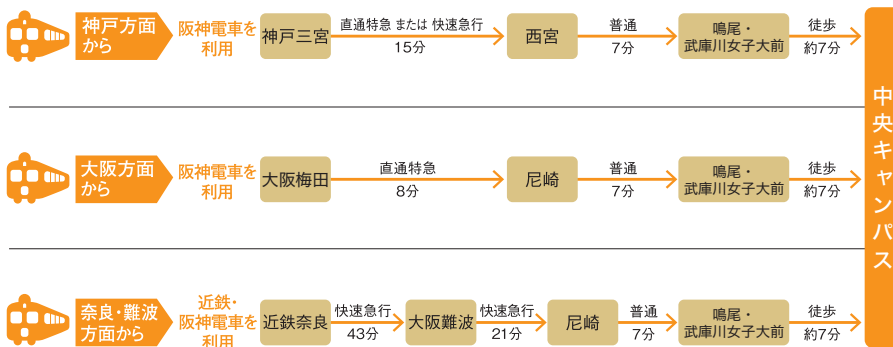 神戸方面
から
阪神電車を
利用
神戸三宮
直通特急 または 快速急行
15分
西宮
普通
7分
鳴尾・
武庫川女子大前
徒歩
約7分
大阪方面
から
阪神電車を
利用
大阪梅田
直通特急
8分
尼崎
普通
7分
鳴尾・
武庫川女子大前
徒歩
約7分
奈良・難波
方面から
近鉄・
阪神電車を
利用
近鉄奈良
快速急行
43分
大阪難波
快速急行
21分
尼崎
普通
7分
鳴尾・
武庫川女子大前
徒歩
約7分
中央キャンパス